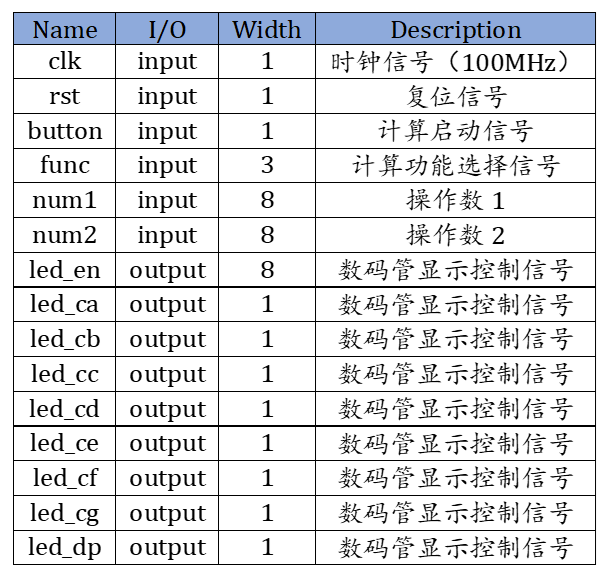 Name I/O Width Description
clk input 1 时钟信号（100MHz）
rst input 1 复位信号
button input 1 计算启动信号
func input 3 计算功能选择信号
num1 input 8 操作数 1
num2 input 8 操作数 2
led_en output 8 数码管显示控制信号
led_ca output 1 数码管显示控制信号
led_cb output 1 数码管显示控制信号
led_cc output 1 数码管显示控制信号
led_cd output 1 数码管显示控制信号
led_ce output 1 数码管显示控制信号
led_cf output 1 数码管显示控制信号
led_cg output 1 数码管显示控制信号
led_dp output 1 数码管显示控制信号